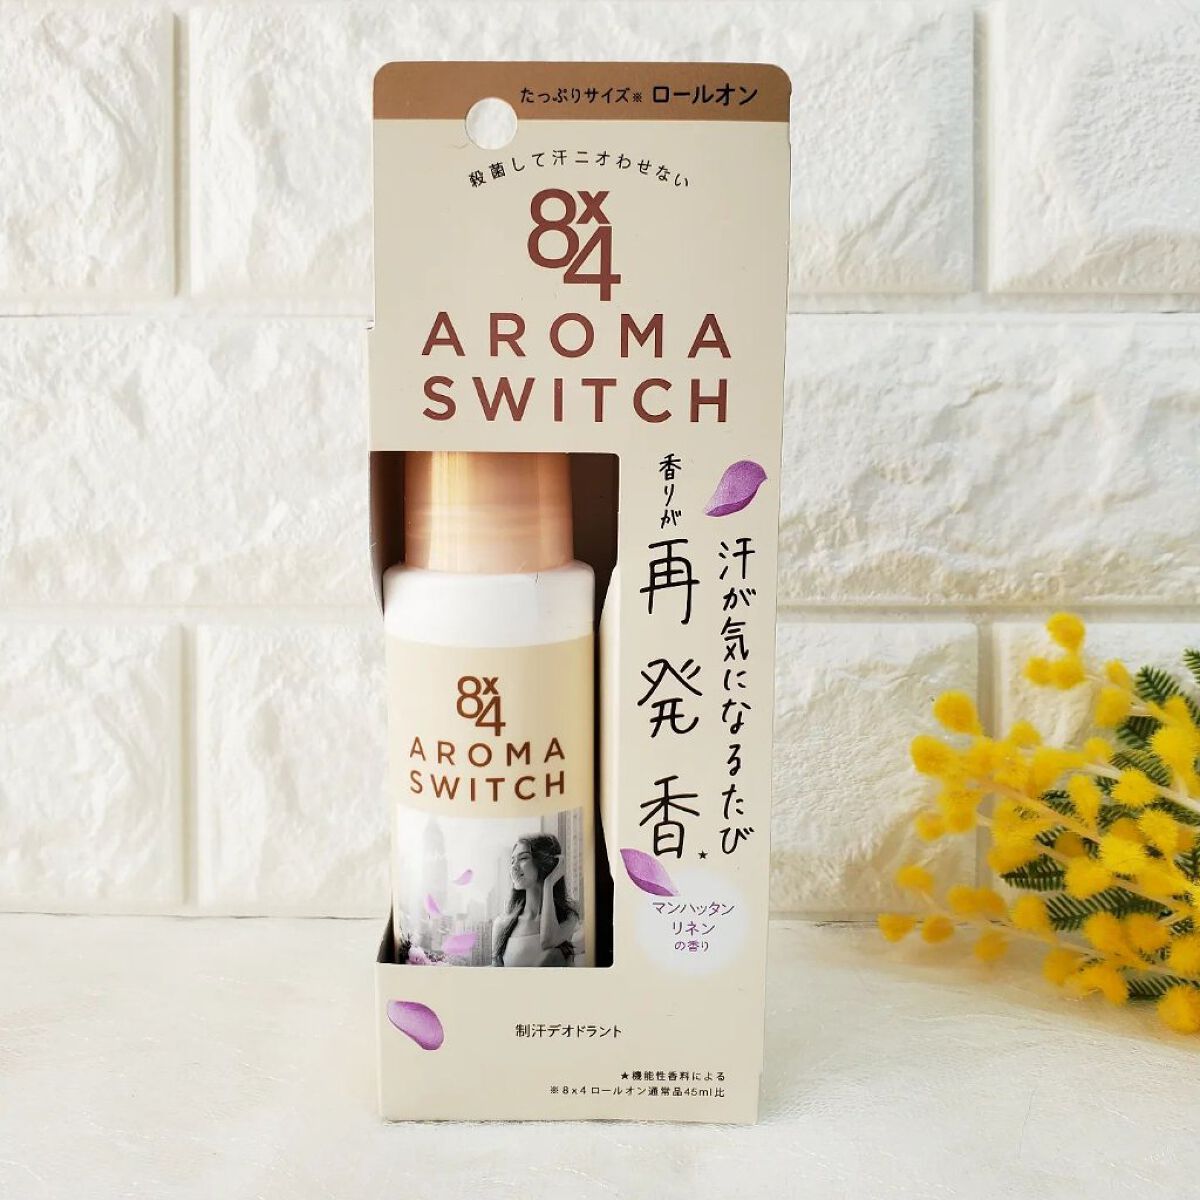 たっぷりサイズ※ ロールオン
殺菌して汗ニオわせない
8x4
AROMA
SWITCH
汗が気になるたび
香りが再発香★
マンハッタン
リネン
の香り
8x4
AROMA
SWITCH
制汗デオドラント
★機能性香料による
※8x4ロールオン通常品45ml比